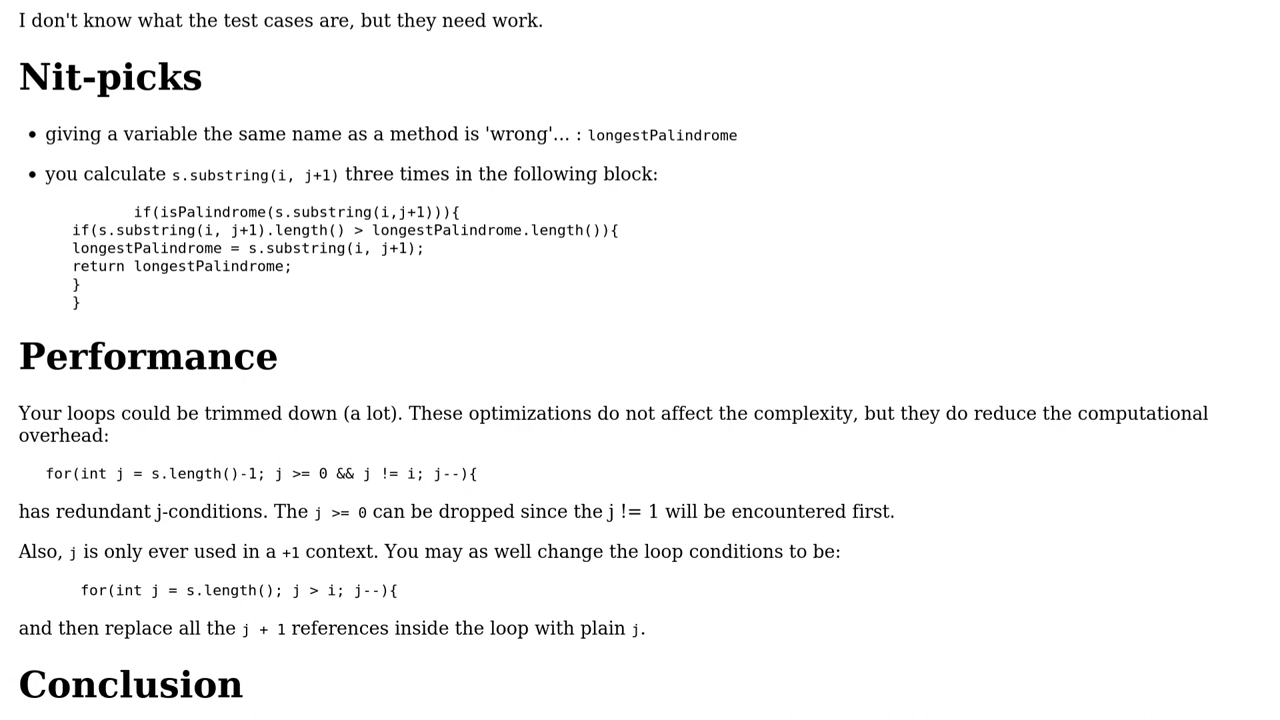 I don't know what the test cases are, but they need work.
Nit-picks
• giving a variable the same name as a method is 'wrong'... : longestPalindrome
• you calculate s.substring(i, j+1) three times in the following block:
if(isPalindrome(s.substring(i,j+1))){
if(s.substring(i, j+1).length() > longestPalindrome.length()){
longestPalindrome = s.substring(i, j+1);
return longestPalindrome;
}
}
Performance
Your loops could be trimmed down (a lot). These optimizations do not affect the complexity, but they do reduce the computational
overhead:
for(int j = s.length()-1; j >= 0 && j != i; j--){
has redundant j-conditions. The j >= 0 can be dropped since the j != 1 will be encountered first.
Also, j is only ever used in a +1 context. You may as well change the loop conditions to be:
for(int j = s.length(); j > i; j--){
and then replace all the j + 1 references inside the loop with plain j.
Conclusion